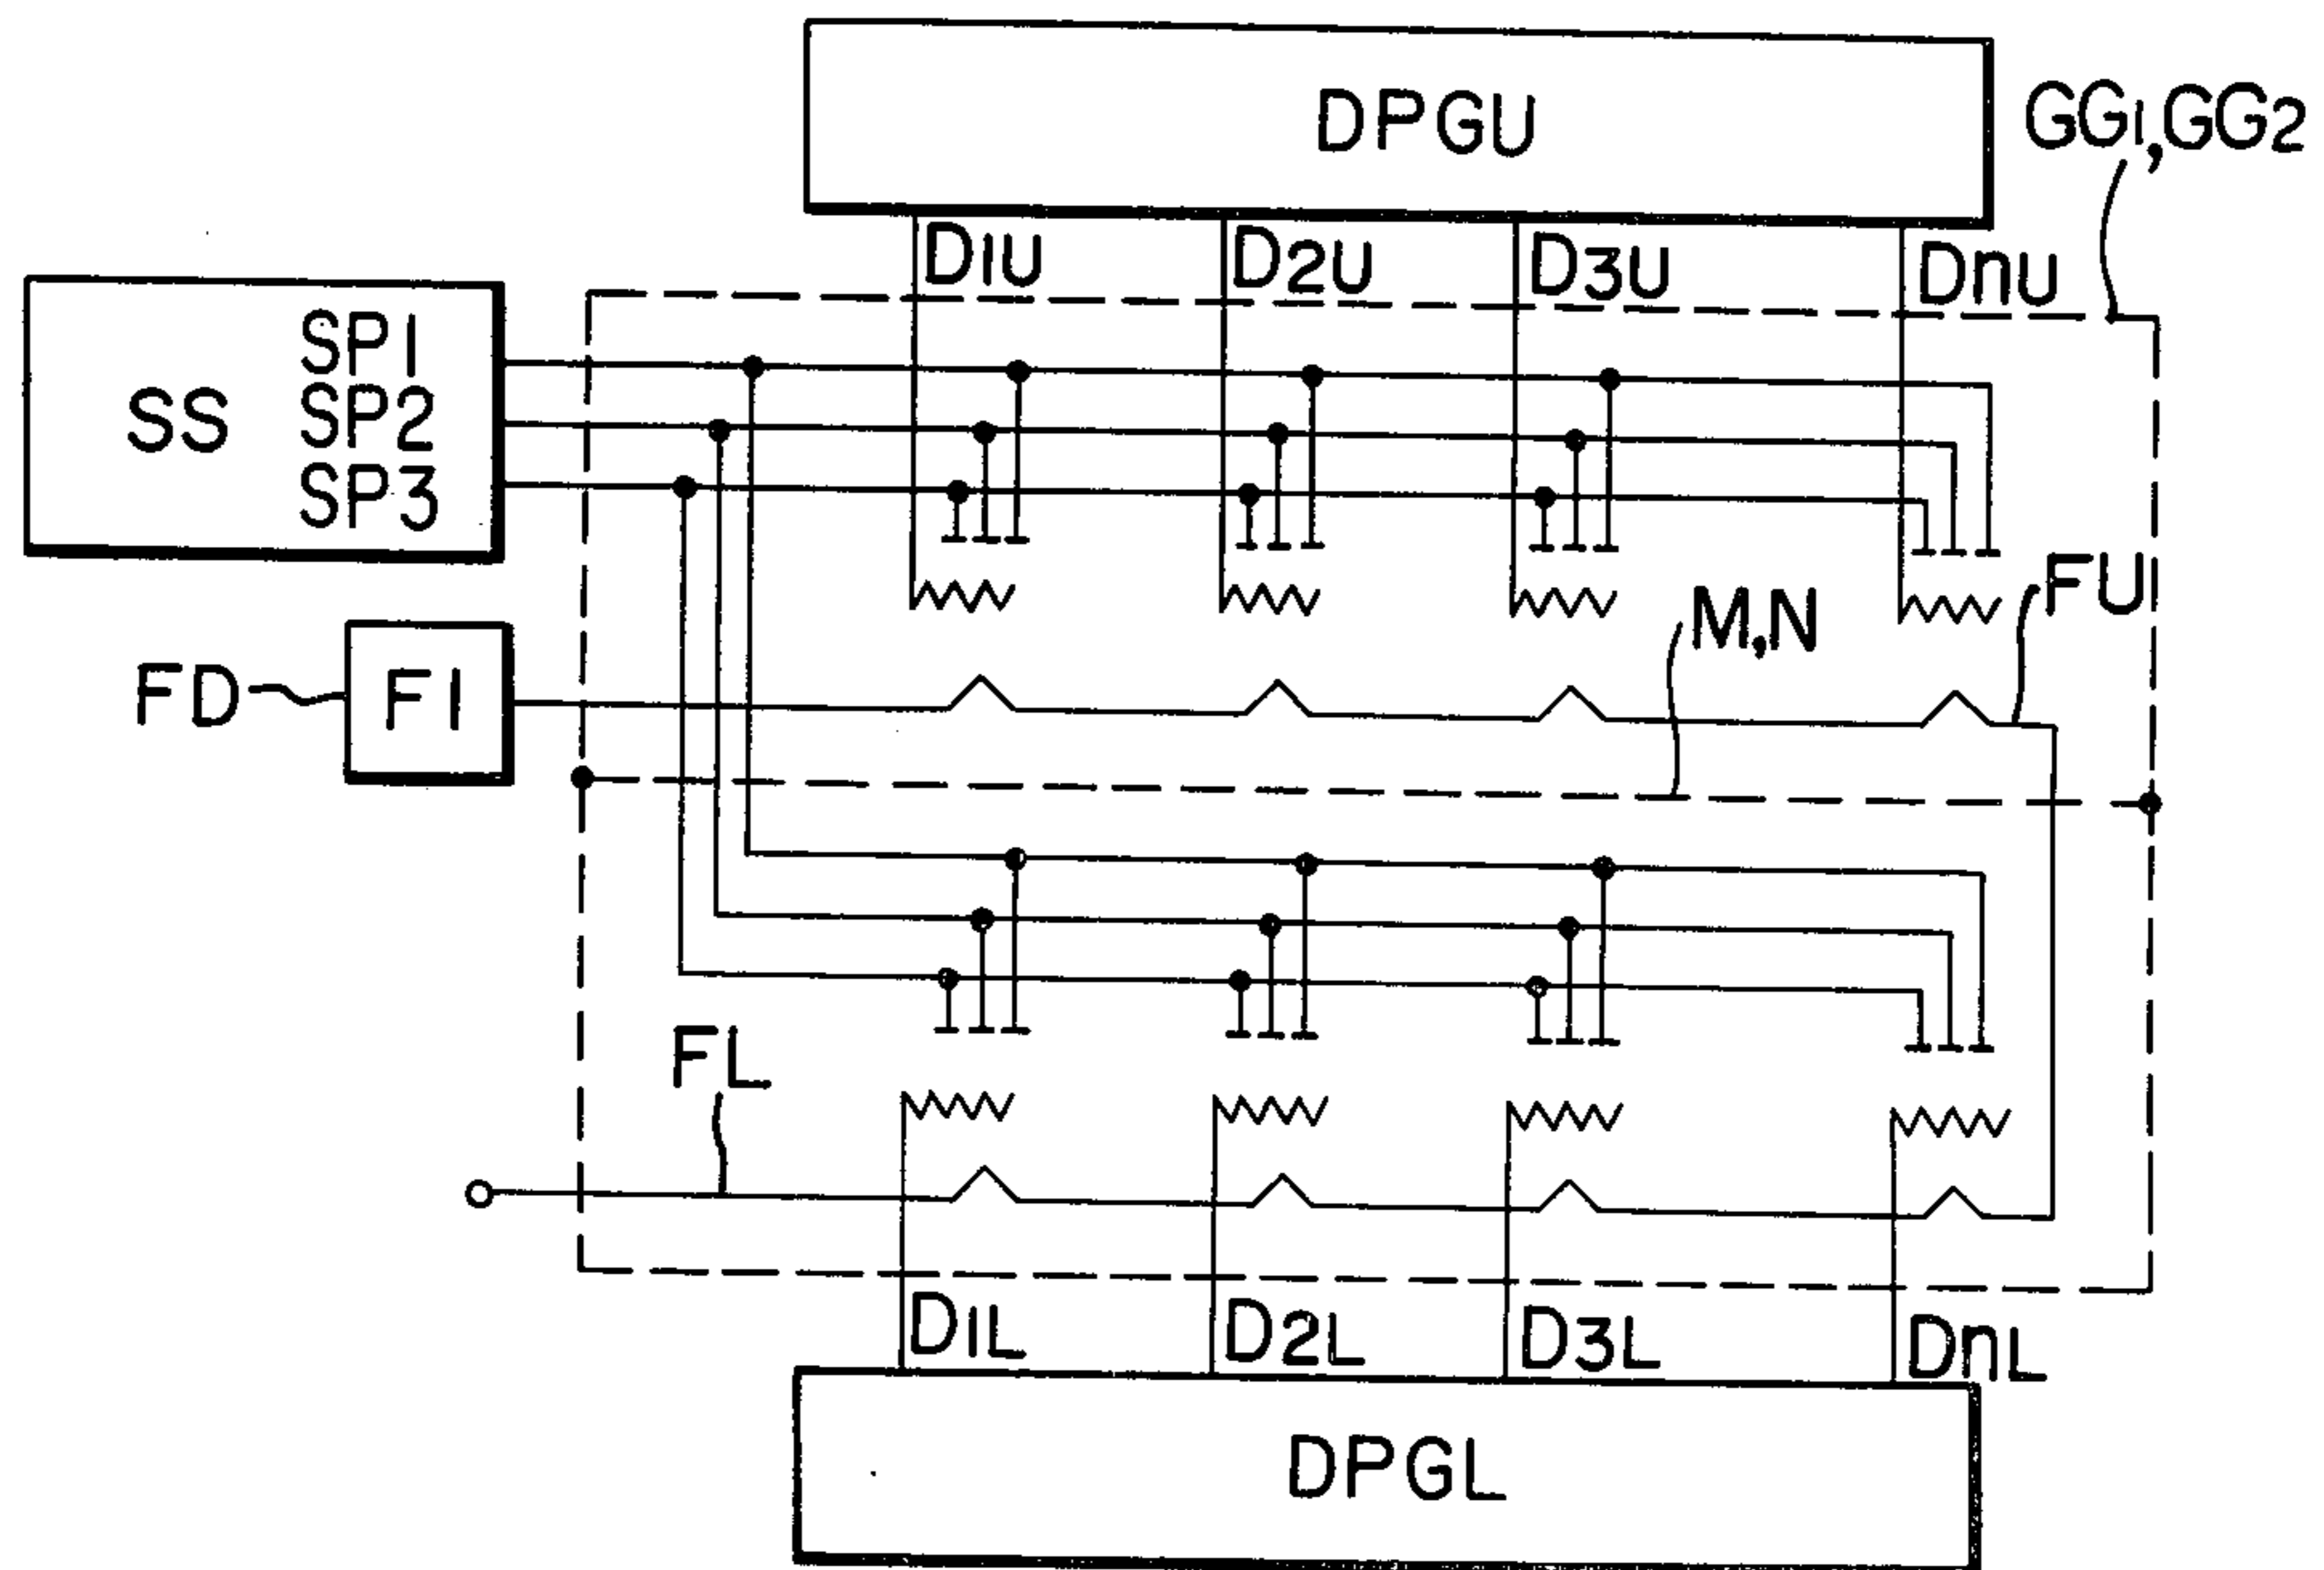 DPGU
GG1,GG2
D1U D2U D3U DnU
SP1
SS SP2
SP3
FU
M,N
FD F1
FL
D1L D2L D3L DnL
DPGL